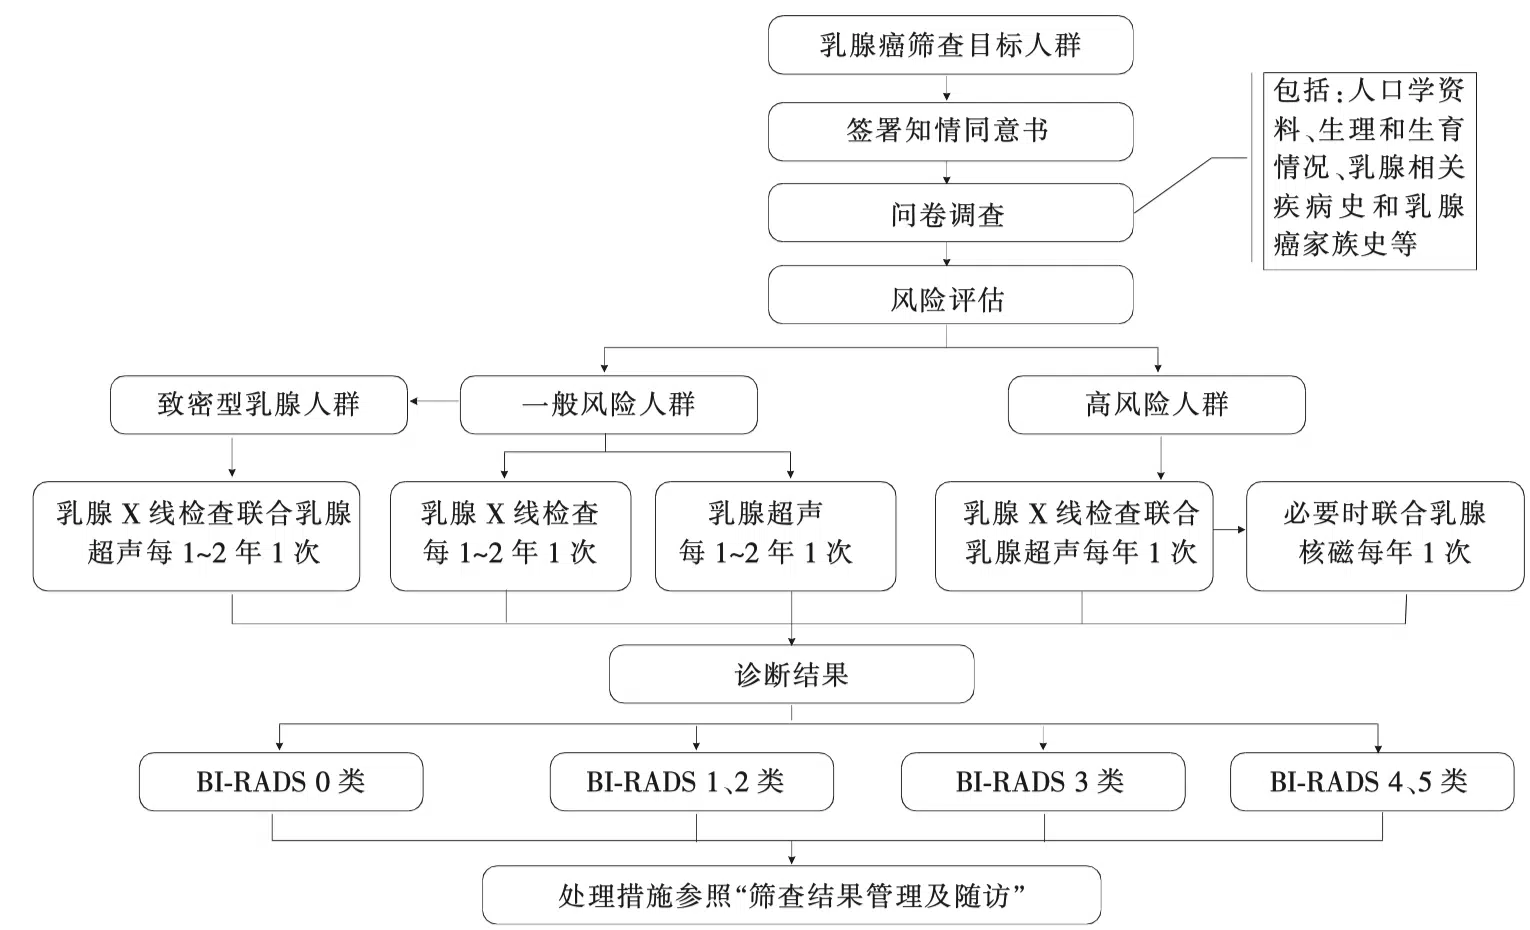 乳腺癌筛查目标人群
签署知情同意书
问卷调查
包括：人口学资
料、生理和生育
情况、乳腺相关
疾病史和乳腺
癌家族史等
风险评估
致密型乳腺人群
一般风险人群
高风险人群
乳腺 X 线检查联合乳腺
超声每 1~2 年 1 次
乳腺 X 线检查
每 1~2 年 1 次
乳腺超声
每 1~2 年 1 次
乳腺 X 线检查联合
乳腺超声每年 1 次
必要时联合乳腺
核磁每年 1 次
诊断结果
BI-RADS 0 类
BI-RADS 1、2 类
BI-RADS 3 类
BI-RADS 4、5 类
处理措施参照“筛查结果管理及随访”